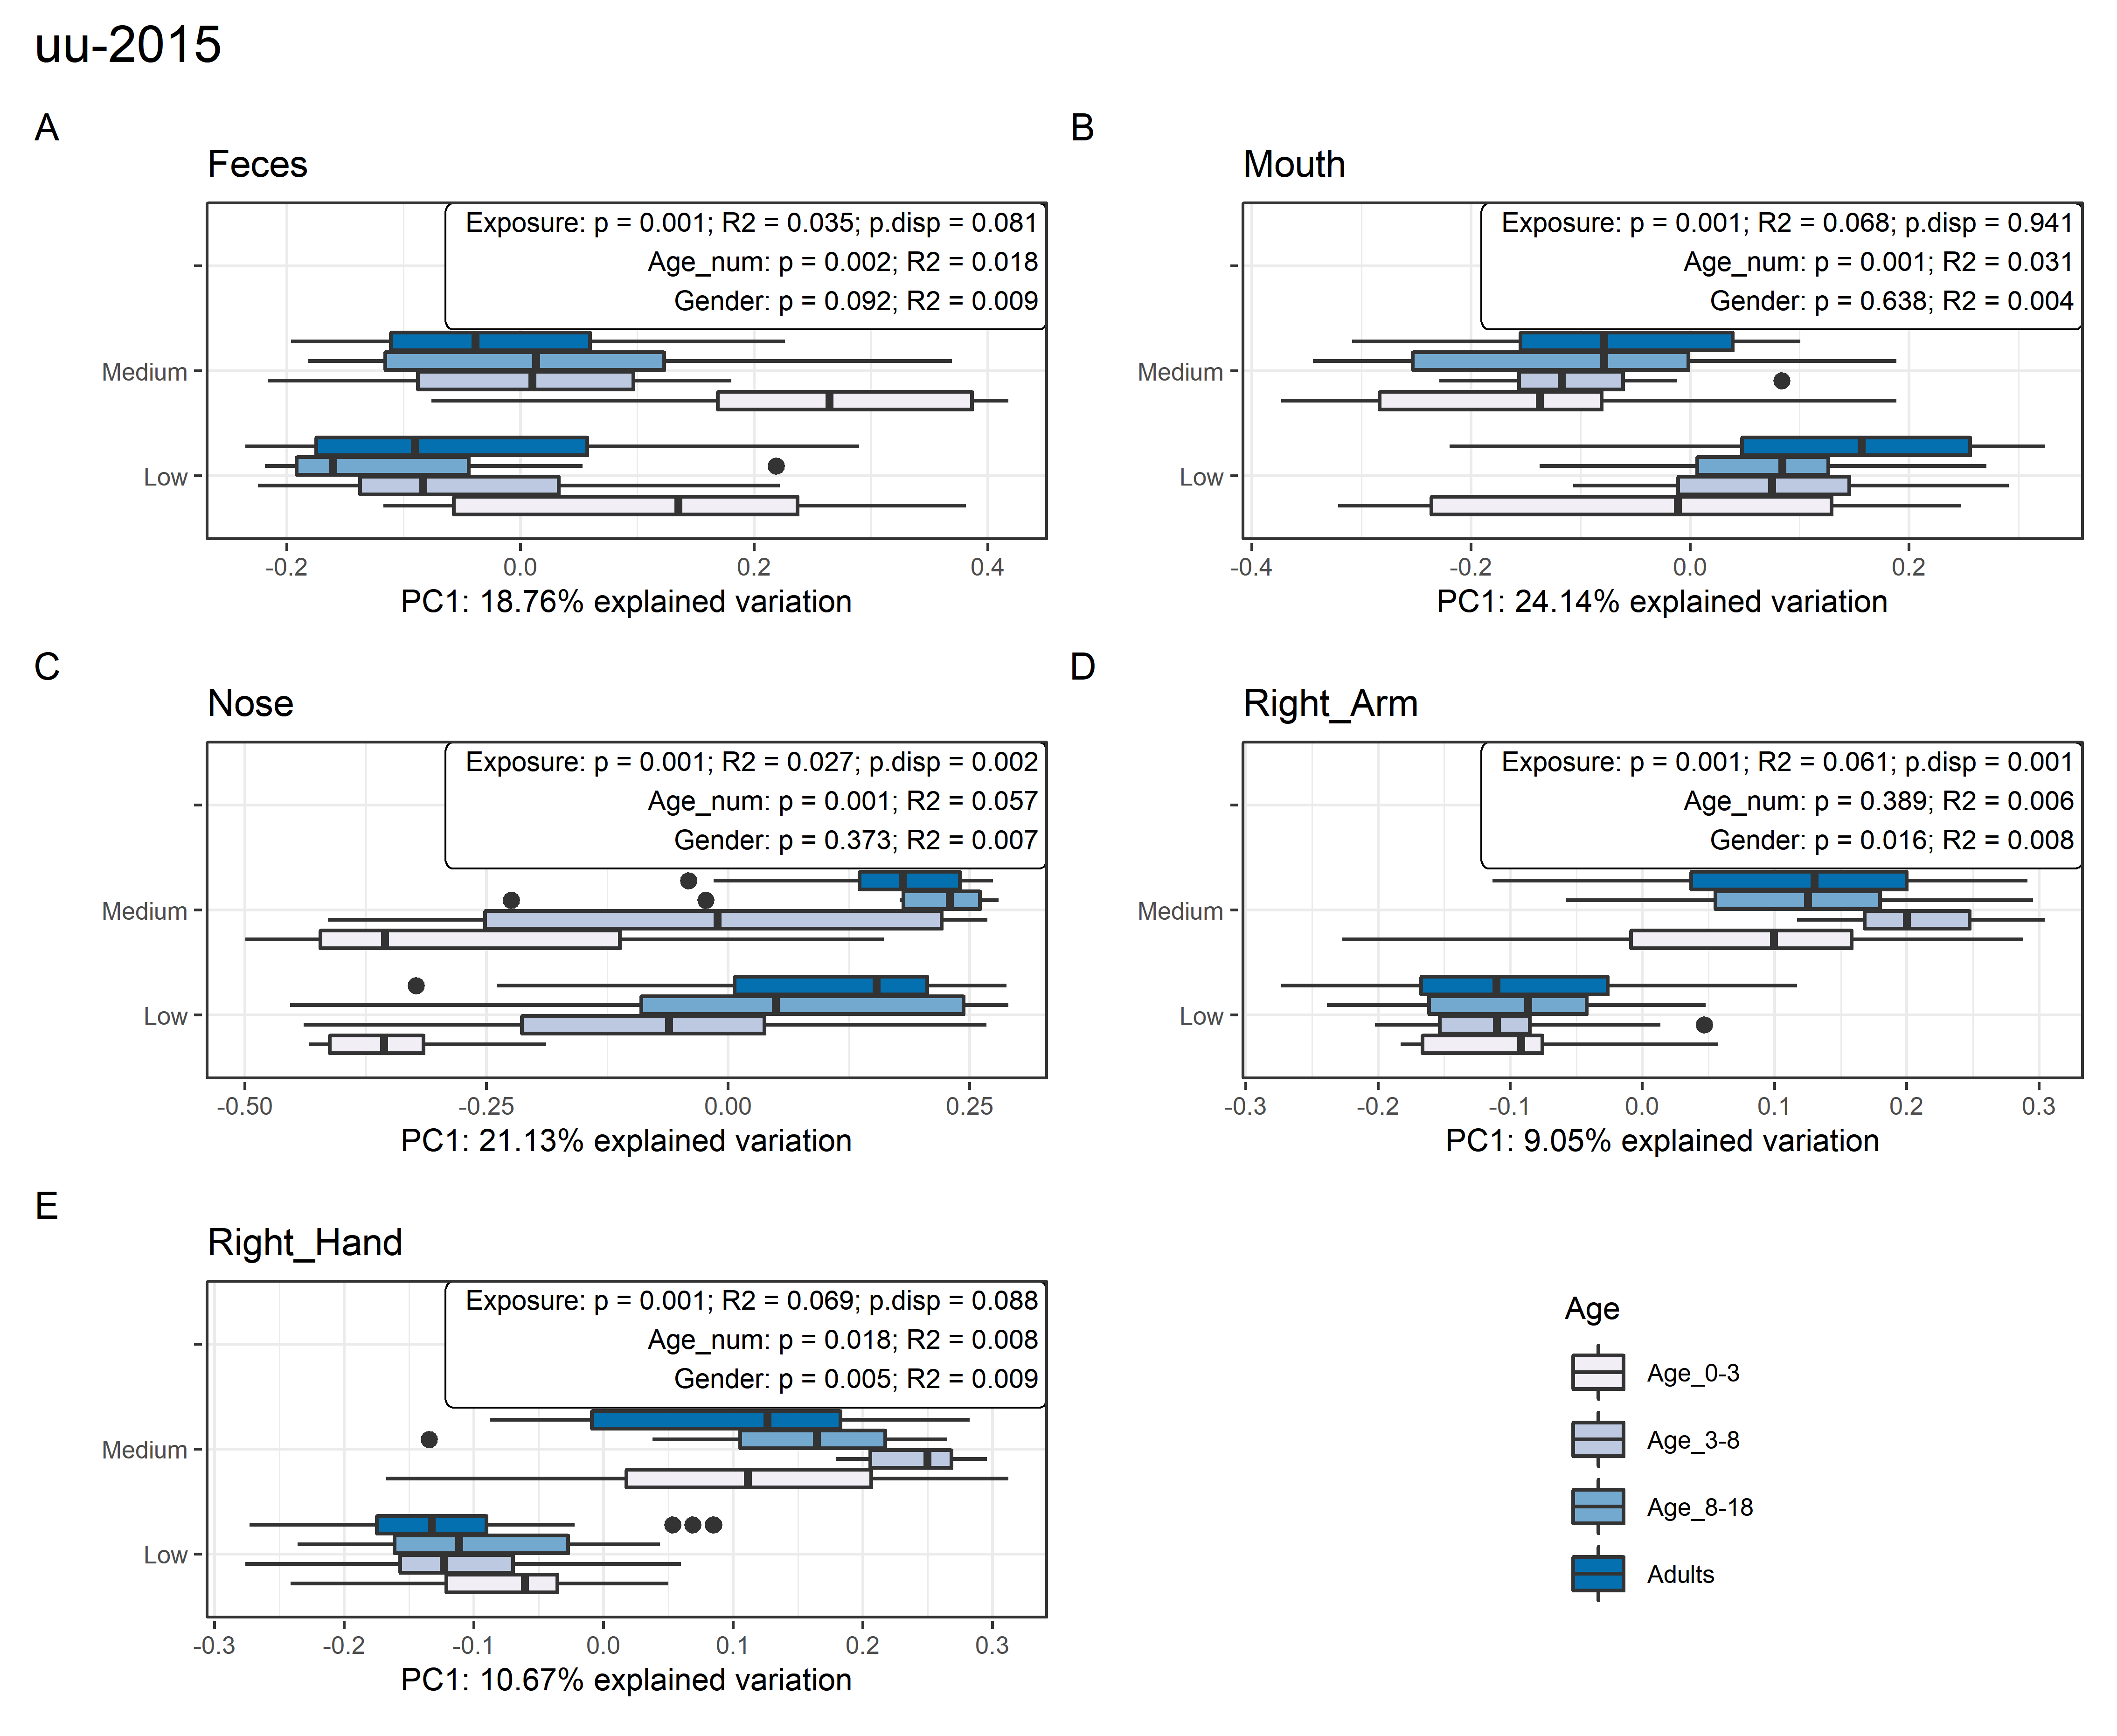 uu-2015
A
Feces
Exposure: p = 0.001; R2 = 0.035; p.disp = 0.081
Age_num: p = 0.002; R2 = 0.018
Gender: p = 0.092; R2 = 0.009
Medium
Low
-0.2 0.0 0.2 0.4
PC1: 18.76% explained variation
B
Mouth
Exposure: p = 0.001; R2 = 0.068; p.disp = 0.941
Age_num: p = 0.001; R2 = 0.031
Gender: p = 0.638; R2 = 0.004
Medium
Low
-0.4 -0.2 0.0 0.2
PC1: 24.14% explained variation
C
Nose
Exposure: p = 0.001; R2 = 0.027; p.disp = 0.002
Age_num: p = 0.001; R2 = 0.057
Gender: p = 0.373; R2 = 0.007
Medium
Low
-0.50 -0.25 0.00 0.25
PC1: 21.13% explained variation
D
Right_Arm
Exposure: p = 0.001; R2 = 0.061; p.disp = 0.001
Age_num: p = 0.389; R2 = 0.006
Gender: p = 0.016; R2 = 0.008
Medium
Low
-0.3 -0.2 -0.1 0.0 0.1 0.2 0.3
PC1: 9.05% explained variation
E
Right_Hand
Exposure: p = 0.001; R2 = 0.069; p.disp = 0.088
Age_num: p = 0.018; R2 = 0.008
Gender: p = 0.005; R2 = 0.009
Medium
Low
-0.3 -0.2 -0.1 0.0 0.1 0.2 0.3
PC1: 10.67% explained variation
Age
Age_0-3
Age_3-8
Age_8-18
Adults